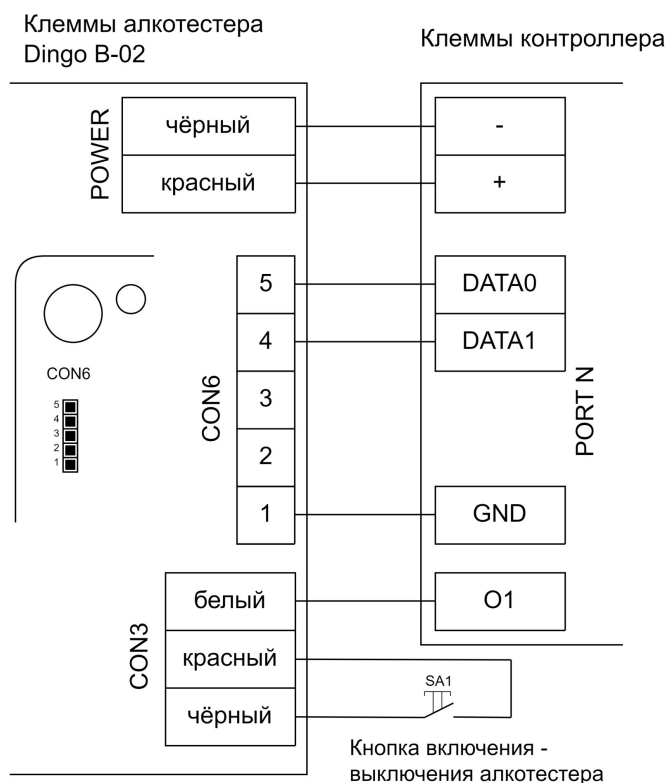 Клеммы алкотестера
Dingo B-02
Клеммы контроллера
POWER
чёрный
красный
-
+
CON6
5
4
3
2
1
CON6
5
4
3
2
1
DATA0
DATA1
GND
O1
PORT N
CON3
белый
красный
чёрный
SA1
Кнопка включения -
выключения алкотестера